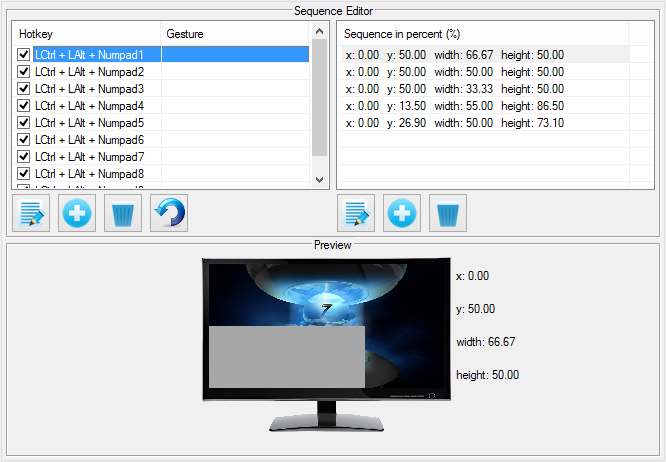 Sequence Editor
Hotkey Gesture
LCtrl + LAlt + Numpad1
LCtrl + LAlt + Numpad2
LCtrl + LAlt + Numpad3
LCtrl + LAlt + Numpad4
LCtrl + LAlt + Numpad5
LCtrl + LAlt + Numpad6
LCtrl + LAlt + Numpad7
LCtrl + LAlt + Numpad8
Sequence in percent (%)
x: 0.00 y: 50.00 width: 66.67 height: 50.00
x: 0.00 y: 50.00 width: 50.00 height: 50.00
x: 0.00 y: 50.00 width: 33.33 height: 50.00
x: 0.00 y: 13.50 width: 55.00 height: 86.50
x: 0.00 y: 26.90 width: 50.00 height: 73.10
Preview
7
x: 0.00
y: 50.00
width: 66.67
height: 50.00